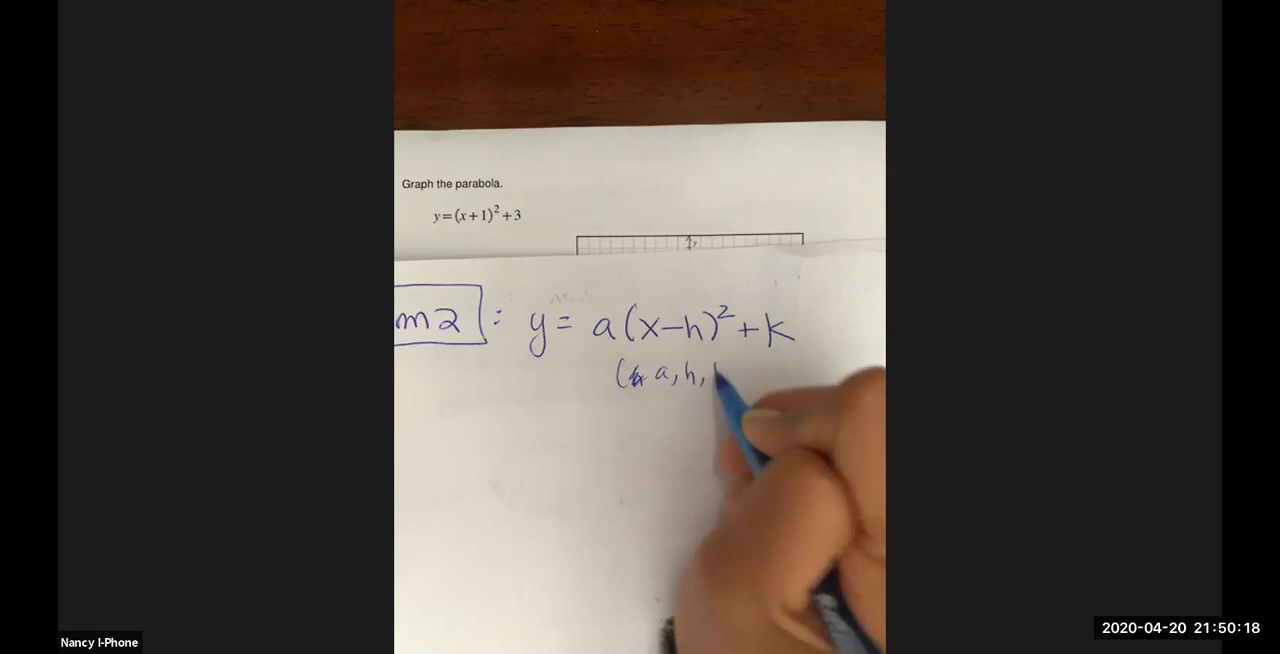 Graph the parabola.
y=(x+1)²+3
y
m2 : y = a(x-h)²+k
(a, h,
Nancy I-Phone
2020-04-20 21:50:18